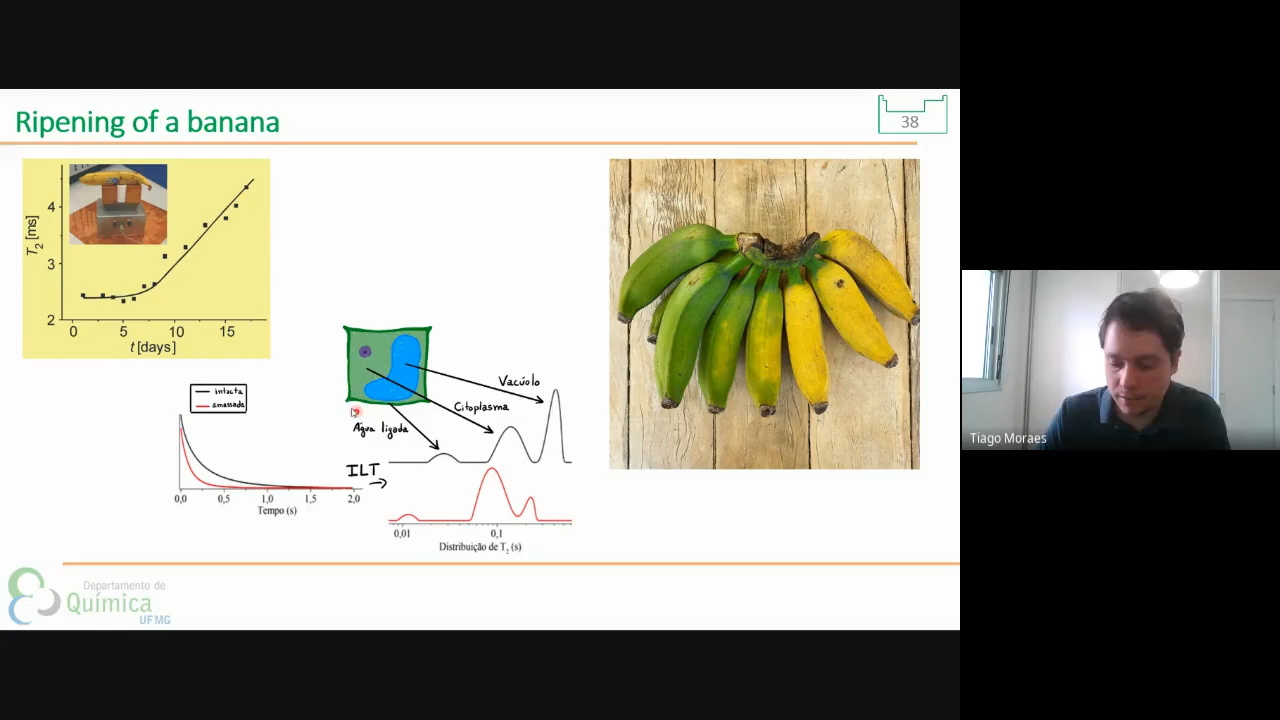 Ripening of a banana
38
T2 [ms]
4
3
2
0
5
10
15
t [days]
intacta
amassada
0,0
0,5
1,0
1,5
2,0
Tempo (s)
Vacúolo
Citoplasma
Água ligada
ILT
0,01
0,1
Distribuição de T2 (s)
Departamento de
Química
UFMG
Tiago Moraes